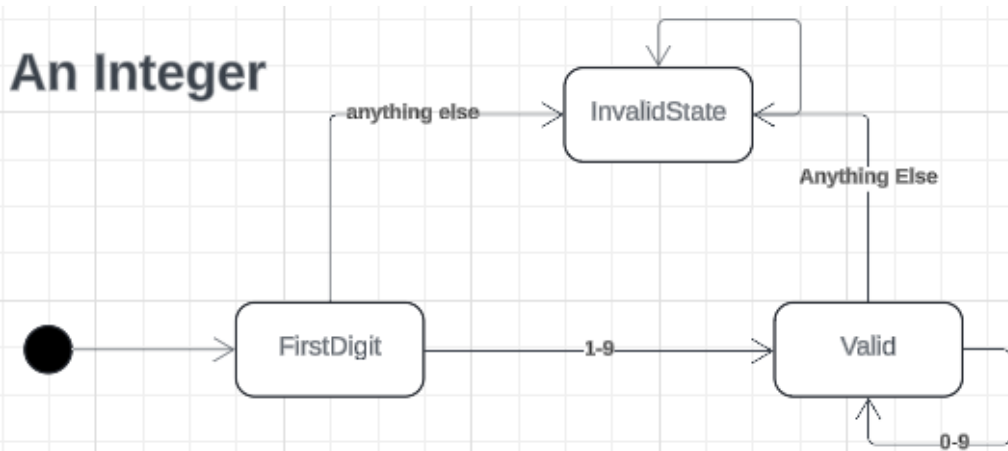 An Integer
anything else
InvalidState
Anything Else
FirstDigit
1-9
Valid
0-9